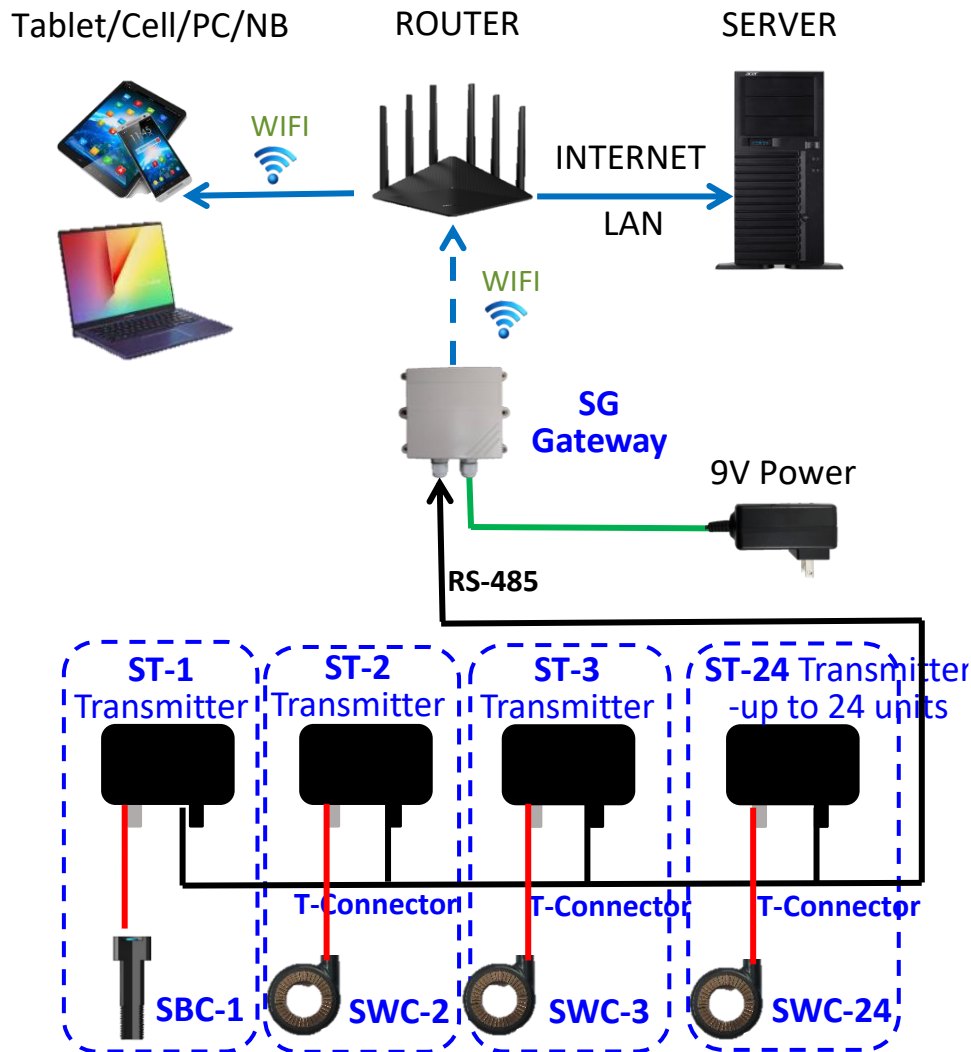 Tablet/Cell/PC/NB
ROUTER
SERVER
WIFI
INTERNET
LAN
WIFI
SG
Gateway
9V Power
RS-485
ST-1
Transmitter
ST-2
Transmitter
ST-3
Transmitter
ST-24 Transmitter
-up to 24 units
T-Connector
T-Connector
T-Connector
SBC-1
SWC-2
SWC-3
SWC-24